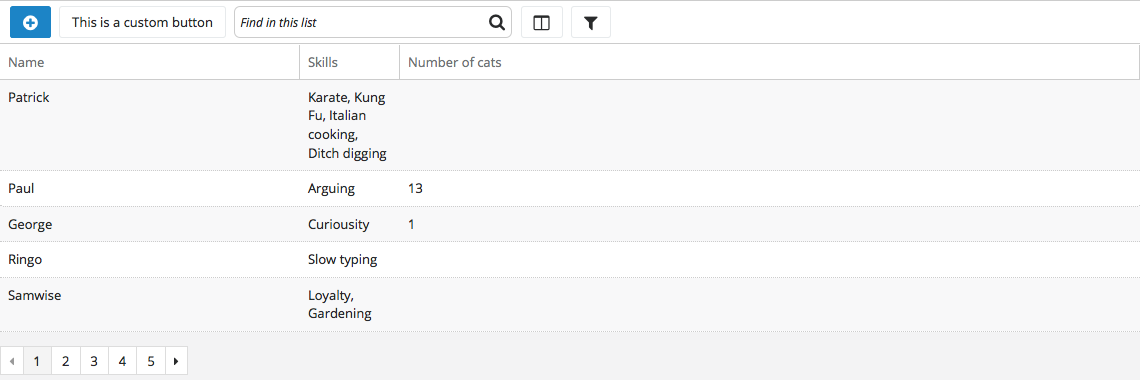 This is a custom button
Find in this list
Name Skills Number of cats
Patrick Karate, Kung
Fu, Italian
cooking,
Ditch digging
Paul Arguing 13
George Curiousity 1
Ringo Slow typing
Samwise Loyalty,
Gardening
1 2 3 4 5